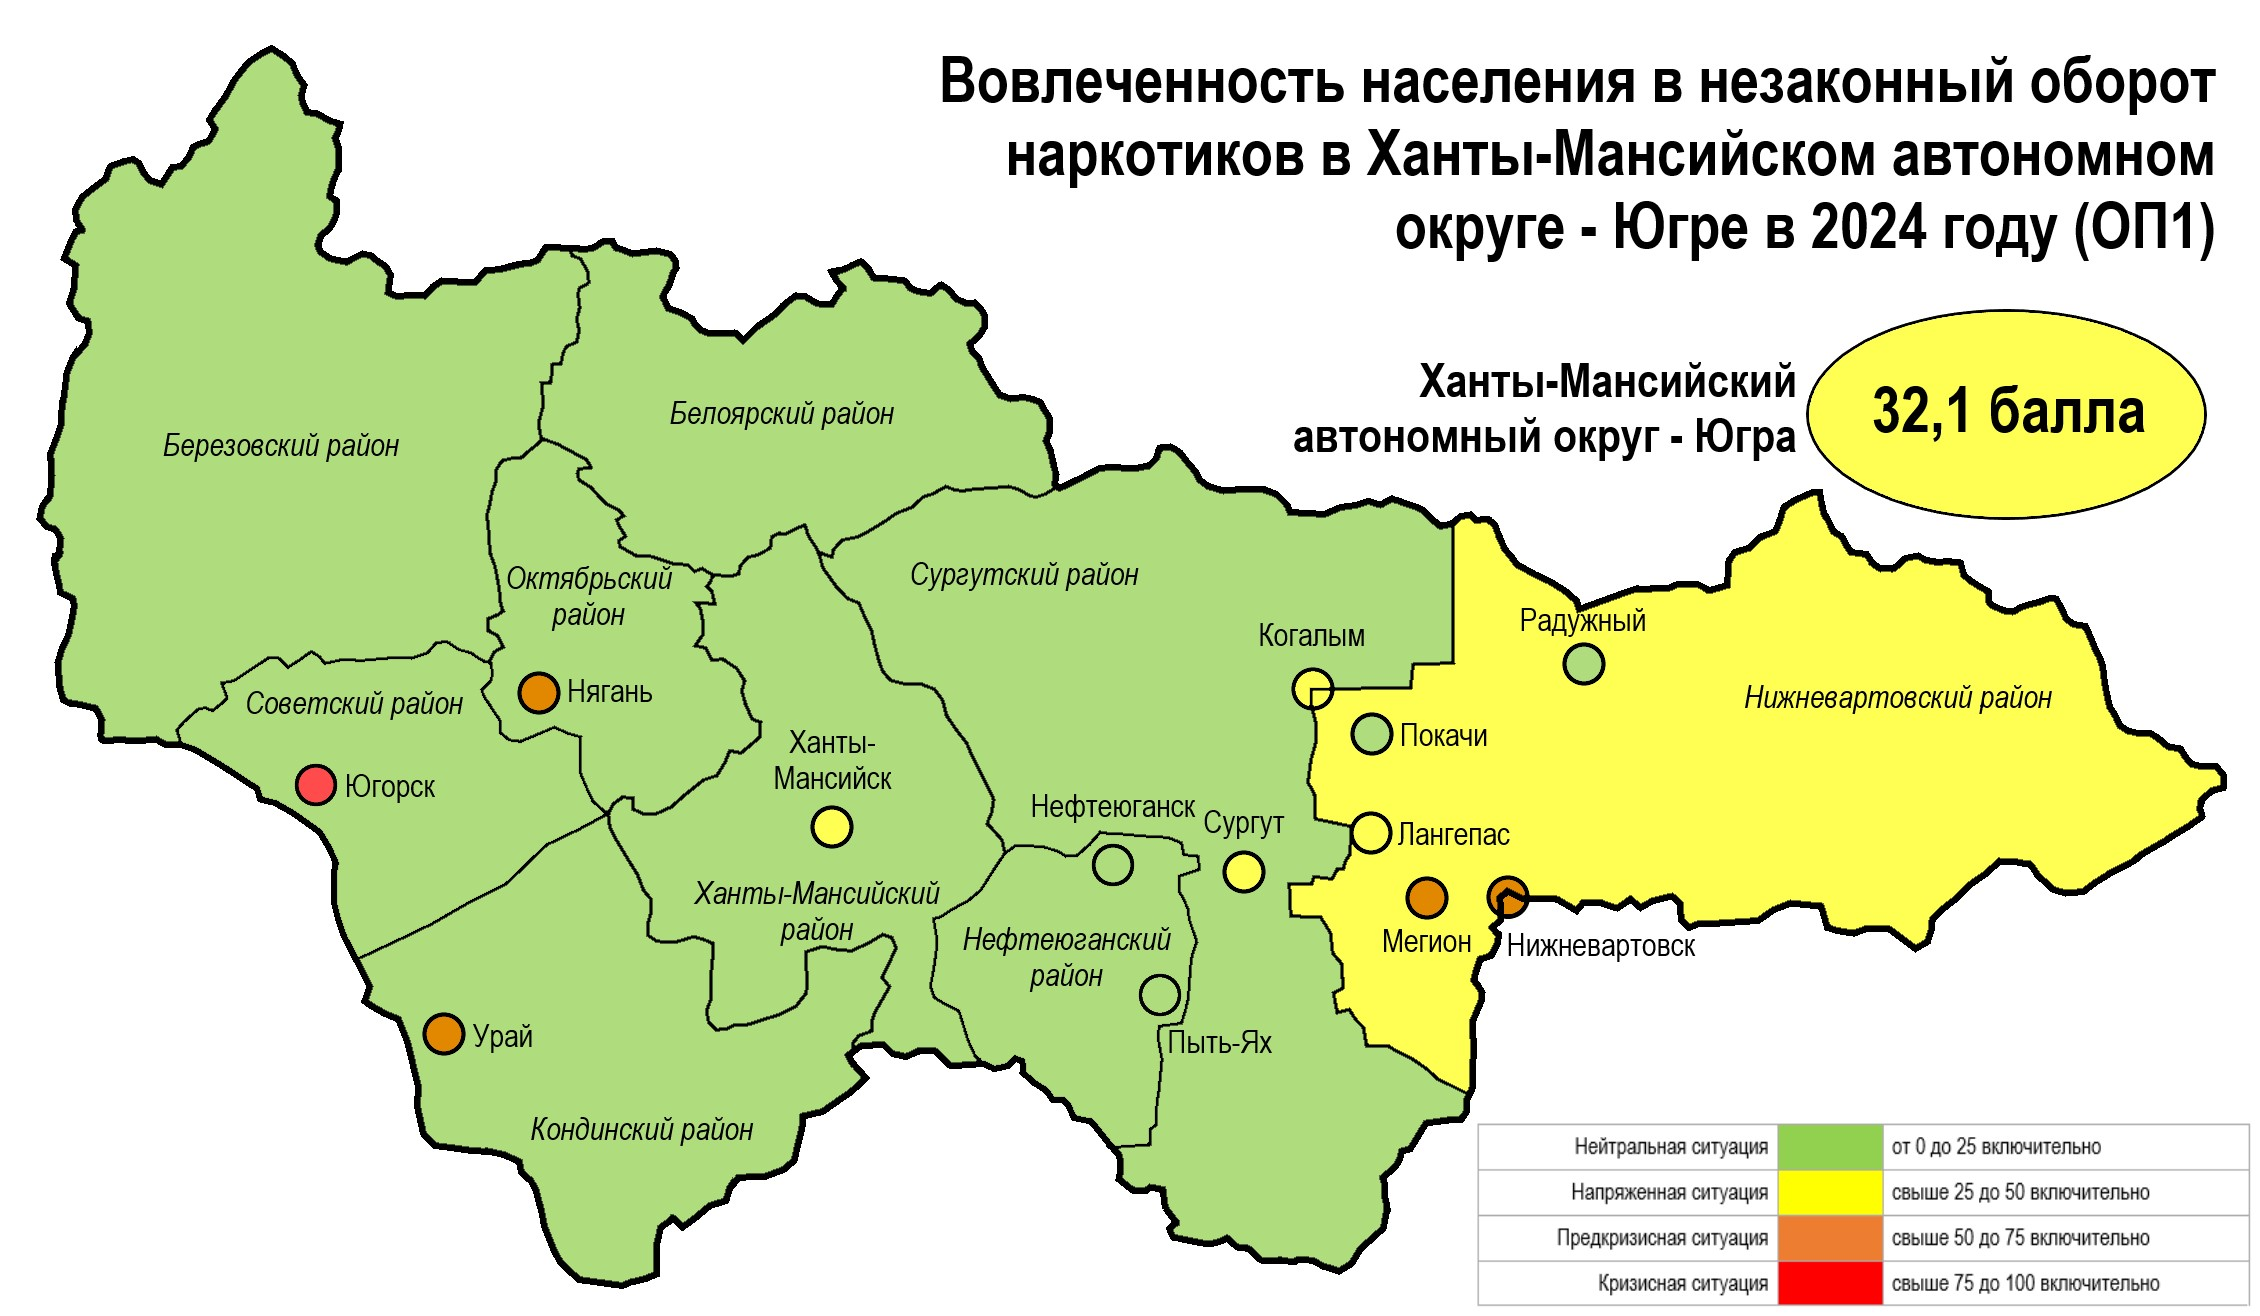 Вовлеченность населения в незаконный оборот
наркотиков в Ханты-Мансийском автономном
округе - Югре в 2024 году (ОП1)
Ханты-Мансийский
автономный округ - Югра
32,1 балла
Березовский район
Белоярский район
Октябрьский
район
Сургутский район
Когалым
Радужный
Нижневартовский район
Советский район
Нягань
Покачи
Югорск
Ханты-
Мансийск
Нефтеюганск
Сургут
Лангепас
Ханты-Мансийский
район
Нефтеюганский
район
Мегион
Нижневартовск
Урай
Пыть-Ях
Кондинский район
Нейтральная ситуация от 0 до 25 включительно
Напряженная ситуация свыше 25 до 50 включительно
Предкризисная ситуация свыше 50 до 75 включительно
Кризисная ситуация свыше 75 до 100 включительно